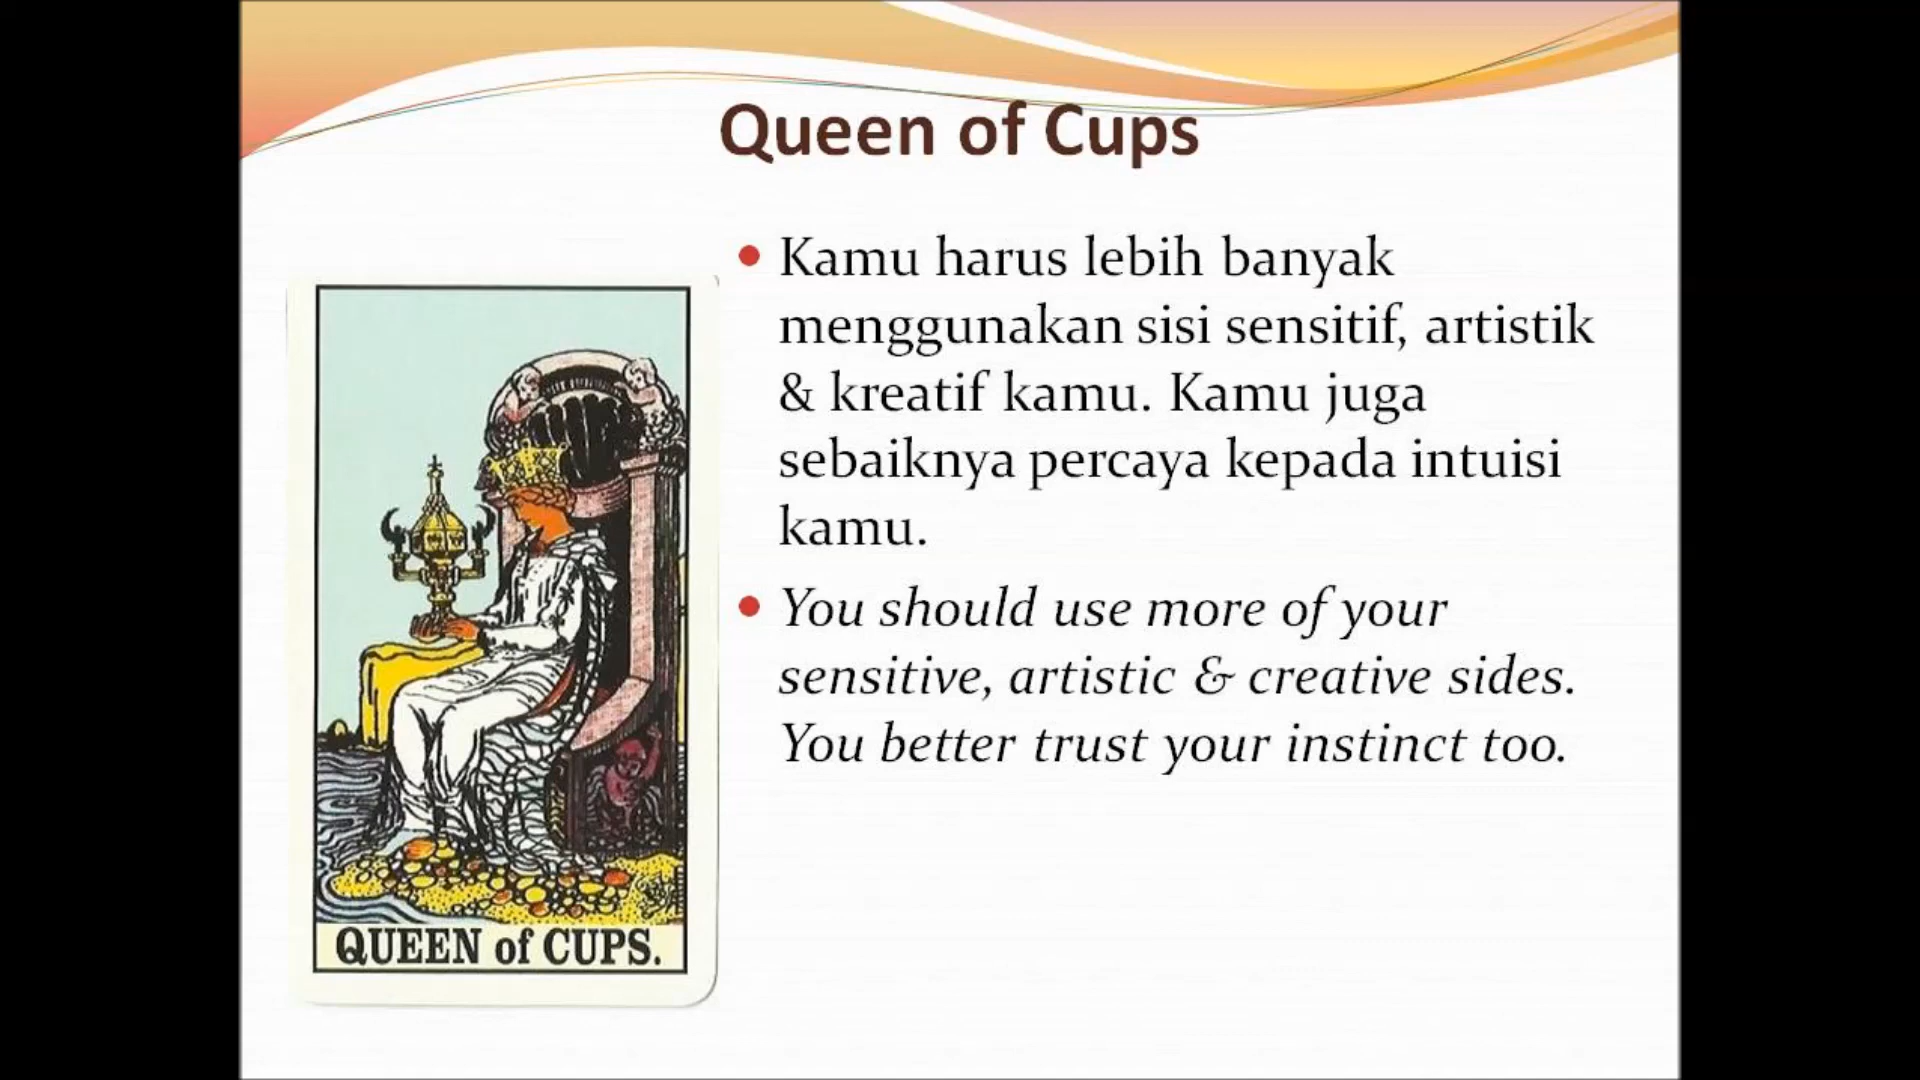 Queen of Cups
Kamu harus lebih banyak
menggunakan sisi sensitif, artistik
& kreatif kamu. Kamu juga
sebaiknya percaya kepada intuisi
kamu.
You should use more of your
sensitive, artistic & creative sides.
You better trust your instinct too.
QUEEN of CUPS.